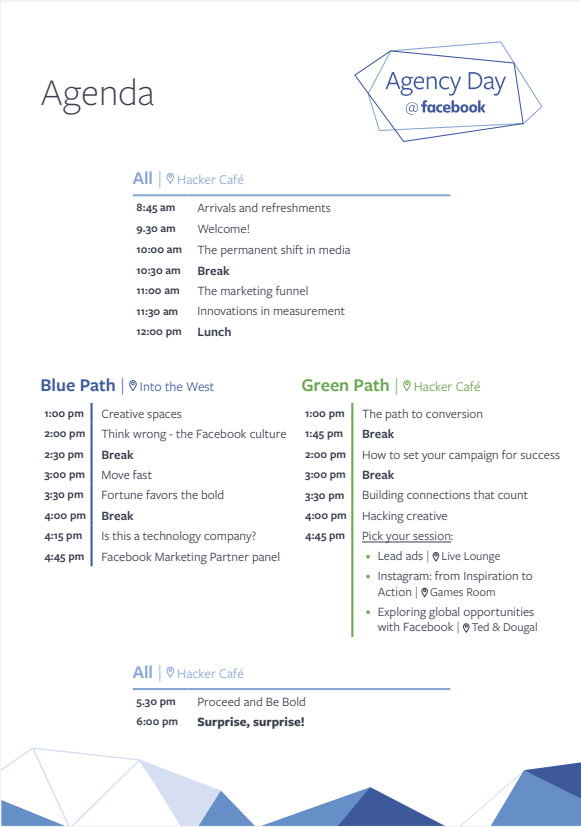 Agenda
Agency Day
@facebook
All | Hacker Café
8:45 am Arrivals and refreshments
9.30 am Welcome!
10:00 am The permanent shift in media
10:30 am Break
11:00 am The marketing funnel
11:30 am Innovations in measurement
12:00 pm Lunch
Blue Path | Into the West
1:00 pm Creative spaces
2:00 pm Think wrong - the Facebook culture
2:30 pm Break
3:00 pm Move fast
3:30 pm Fortune favors the bold
4:00 pm Break
4:15 pm Is this a technology company?
4:45 pm Facebook Marketing Partner panel
Green Path | Hacker Café
1:00 pm The path to conversion
1:45 pm Break
2:00 pm How to set your campaign for success
3:00 pm Break
3:30 pm Building connections that count
4:00 pm Hacking creative
4:45 pm Pick your session:
• Lead ads | Live Lounge
• Instagram: from Inspiration to
Action | Games Room
• Exploring global opportunities
with Facebook | Ted & Dougal
All | Hacker Café
5.30 pm Proceed and Be Bold
6:00 pm Surprise, surprise!